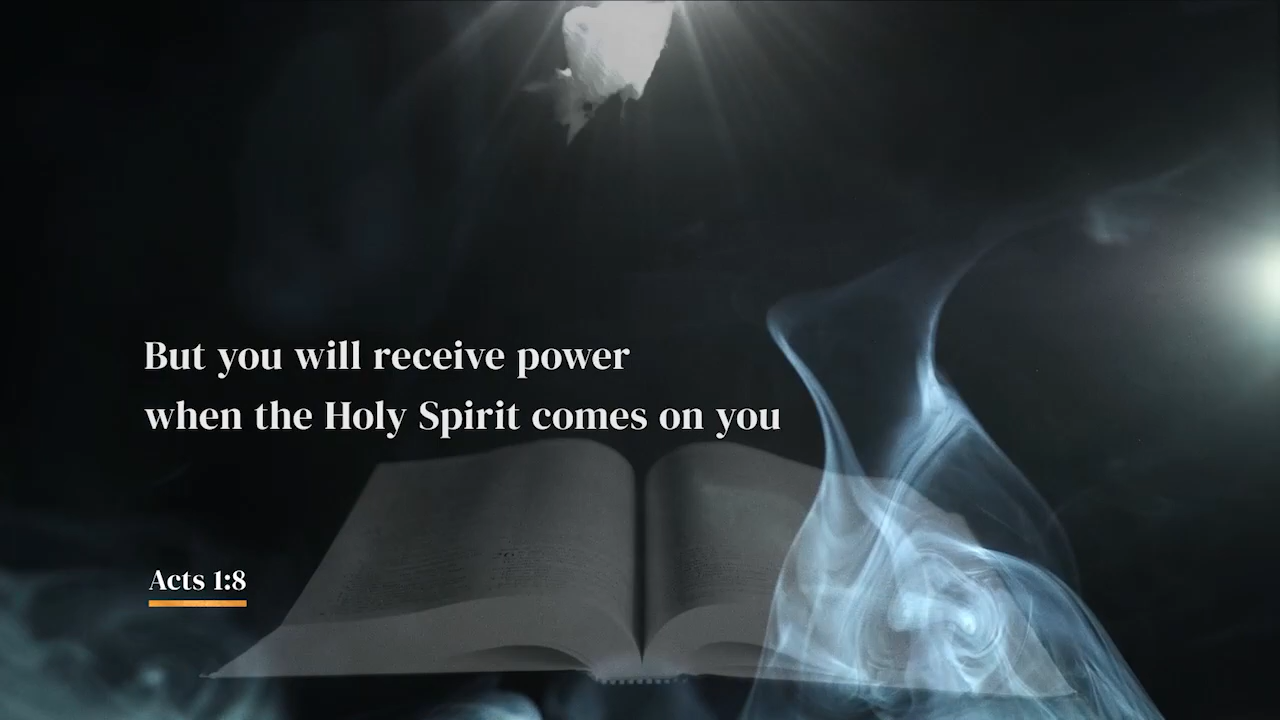 But you will receive power
when the Holy Spirit comes on you
Acts 1:8